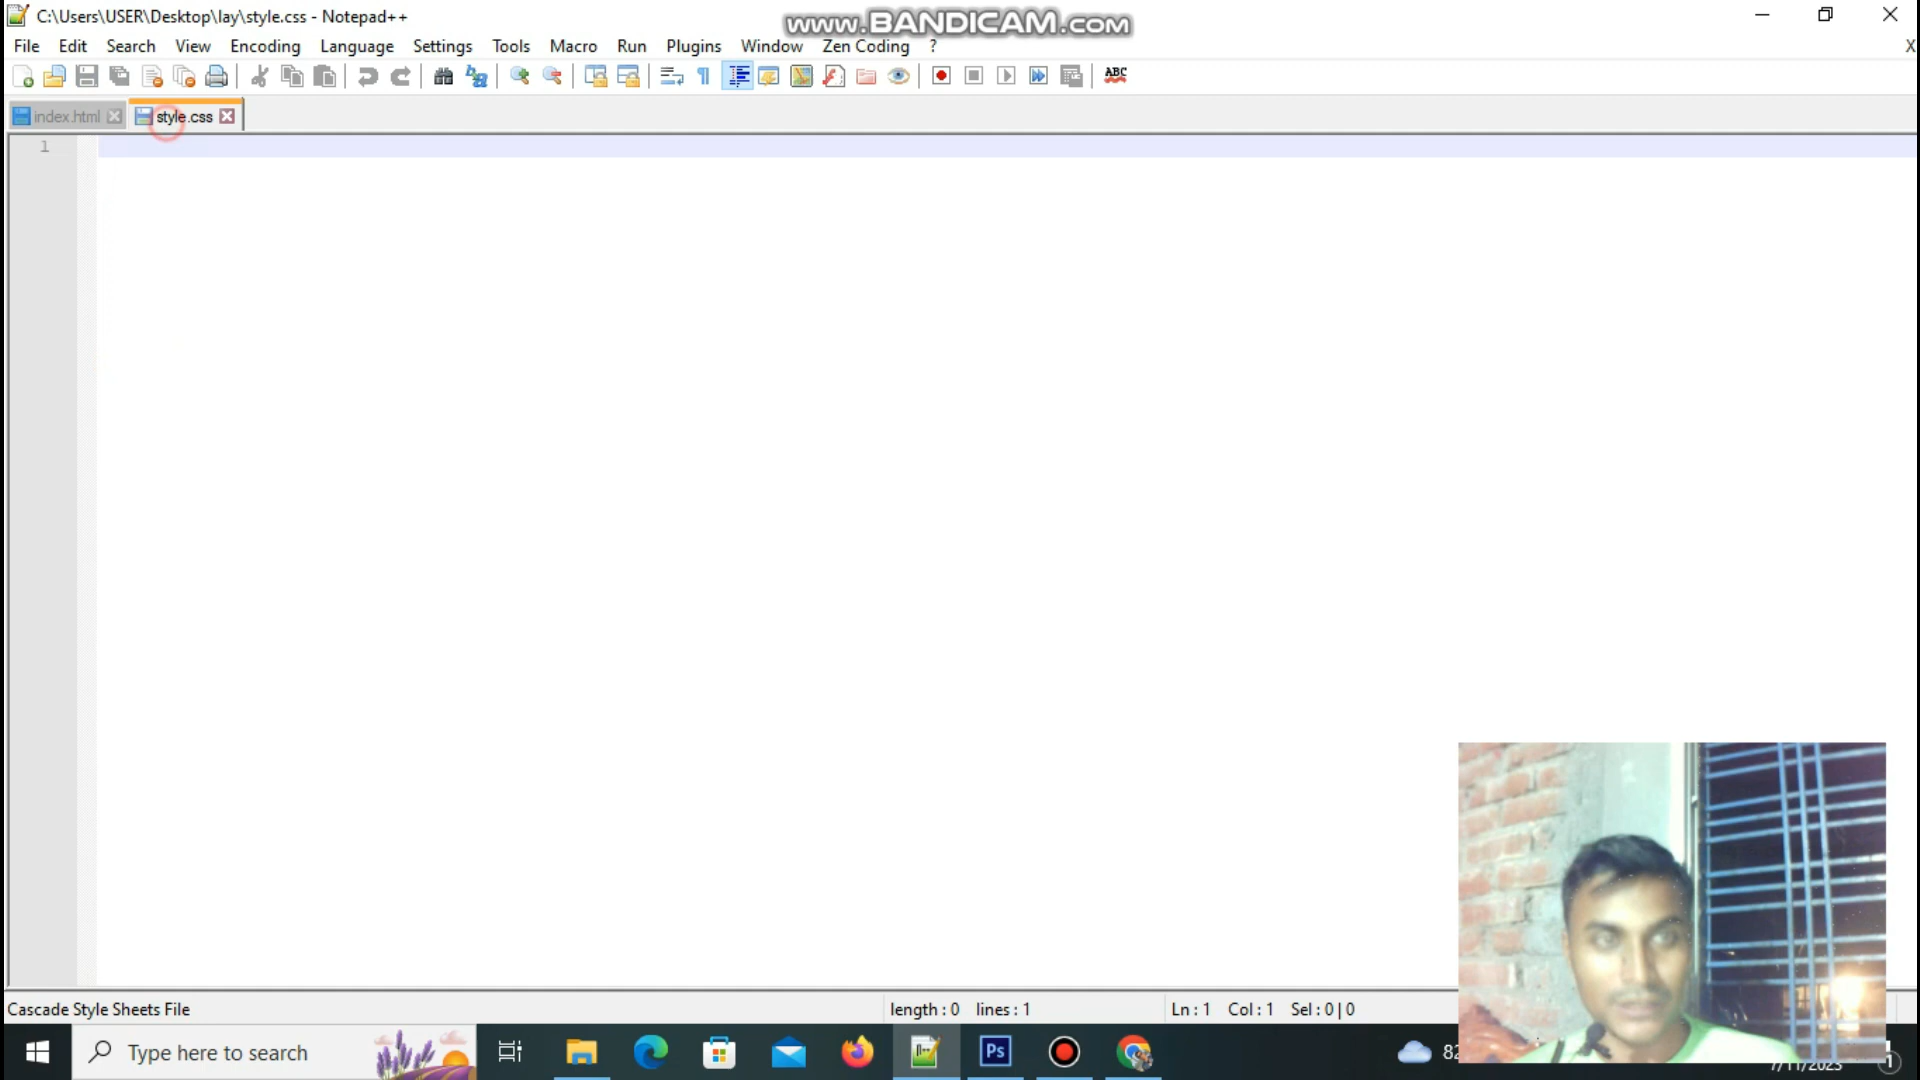 C:\Users\USER\Desktop\lay\style.css - Notepad++
www.BANDICAM.com
File Edit Search View Encoding Language Settings Tools Macro Run Plugins Window Zen Coding ? X
ABC
index.html style.css
1
Cascade Style Sheets File length : 0 lines : 1 Ln : 1 Col : 1 Sel : 0 | 0
Type here to search Ps